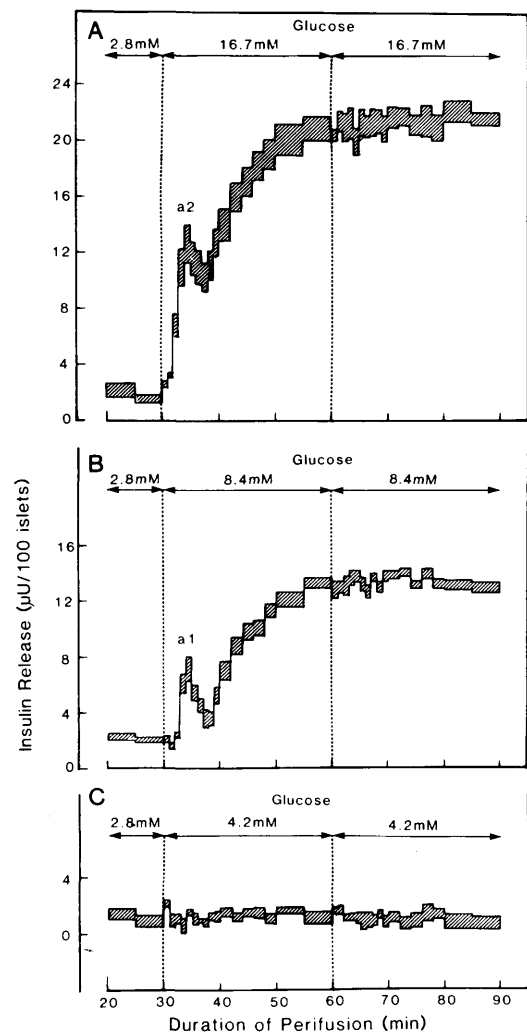 A
Glucose
2.8mM 16.7mM 16.7mM
24
20
16
12
8
4
0
a2
B
Glucose
2.8mM 8.4mM 8.4mM
16
12
8
4
0
a1
Insulin Release (μU/100 islets)
C
Glucose
2.8mM 4.2mM 4.2mM
4
0
20 30 40 50 60 70 80 90
Duration of Perifusion (min)